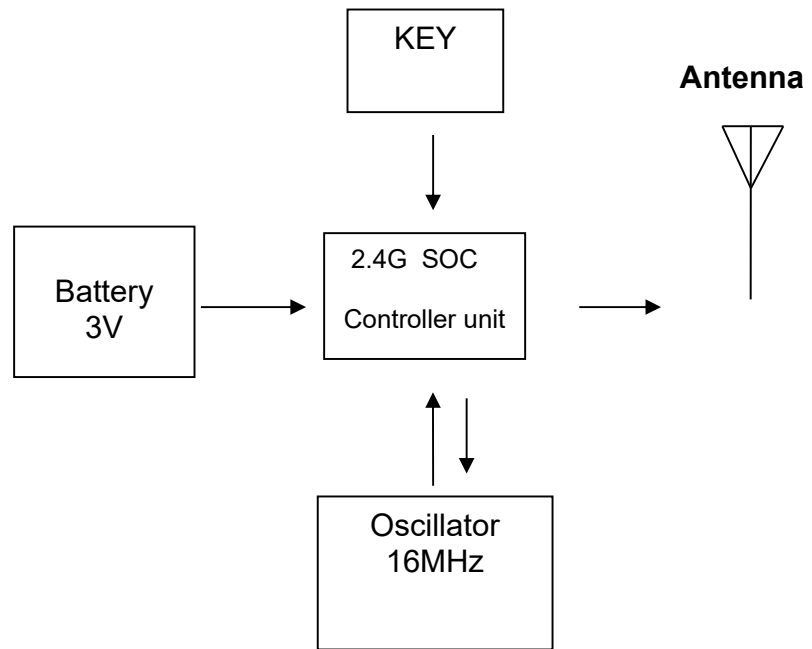 KEY
Antenna
Battery
3V
2.4G SOC
Controller unit
Oscillator
16MHz